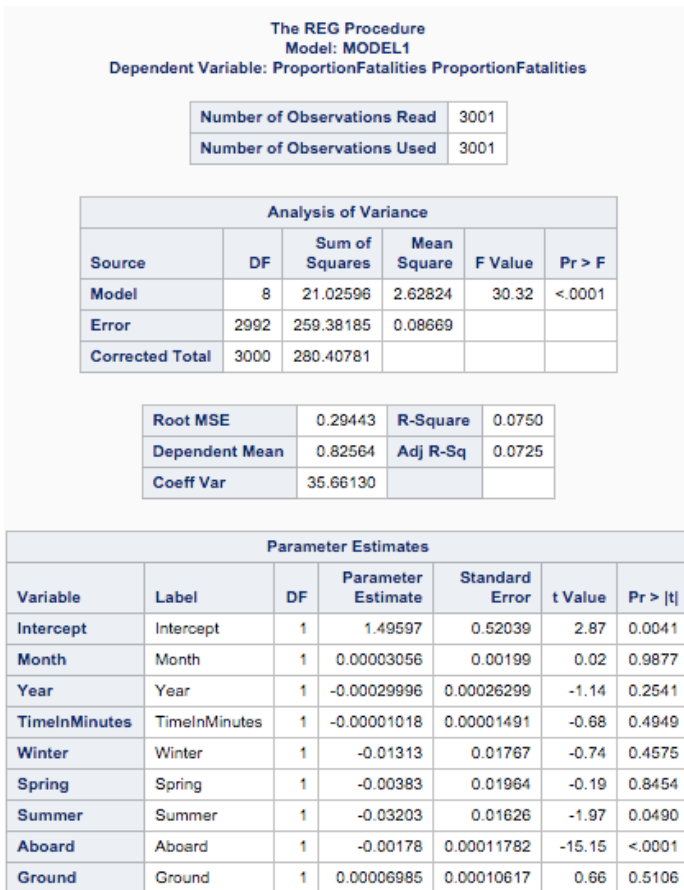 The REG Procedure
Model: MODEL1
Dependent Variable: ProportionFatalities ProportionFatalities
Number of Observations Read 3001
Number of Observations Used 3001
Analysis of Variance
Source DF Sum of Squares Mean Square F Value Pr > F
Model 8 21.02596 2.62824 30.32 <.0001
Error 2992 259.38185 0.08669
Corrected Total 3000 280.40781
Root MSE 0.29443 R-Square 0.0750
Dependent Mean 0.82564 Adj R-Sq 0.0725
Coeff Var 35.66130
Parameter Estimates
Variable Label DF Parameter Estimate Standard Error t Value Pr > |t|
Intercept Intercept 1 1.49597 0.52039 2.87 0.0041
Month Month 1 0.00003056 0.00199 0.02 0.9877
Year Year 1 -0.00029996 0.00026299 -1.14 0.2541
TimeInMinutes TimeInMinutes 1 -0.00001018 0.00001491 -0.68 0.4949
Winter Winter 1 -0.01313 0.01767 -0.74 0.4575
Spring Spring 1 -0.00383 0.01964 -0.19 0.8454
Summer Summer 1 -0.03203 0.01626 -1.97 0.0490
Aboard Aboard 1 -0.00178 0.00011782 -15.15 <.0001
Ground Ground 1 0.00006985 0.00010617 0.66 0.5106